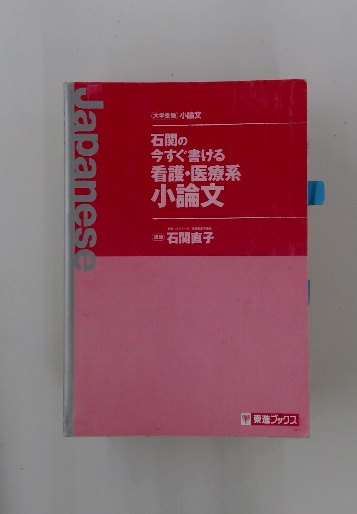 Japanese
大学受験 小論文
石関の
今すぐ書ける
看護・医療系
小論文
石関直子
東進ブックス